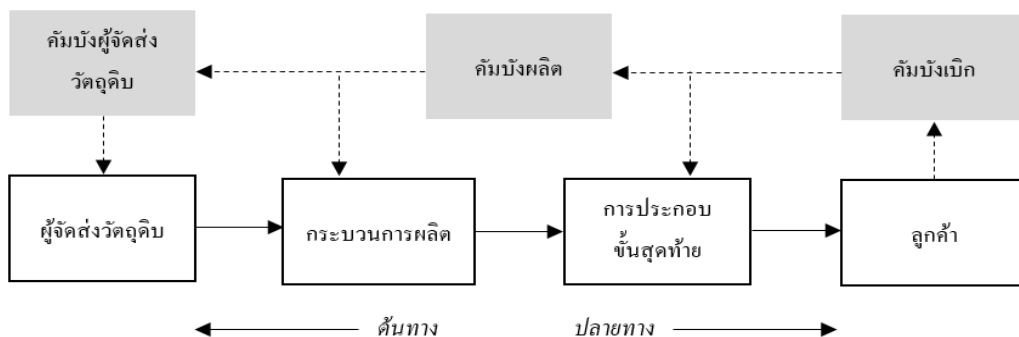 คัมบังผู้จัดส่ง
วัตถุดิบ
คัมบังผลิต
คัมบังเบิก
ผู้จัดส่งวัตถุดิบ
กระบวนการผลิต
การประกอบ
ขั้นสุดท้าย
ลูกค้า
ต้นทาง
ปลายทาง